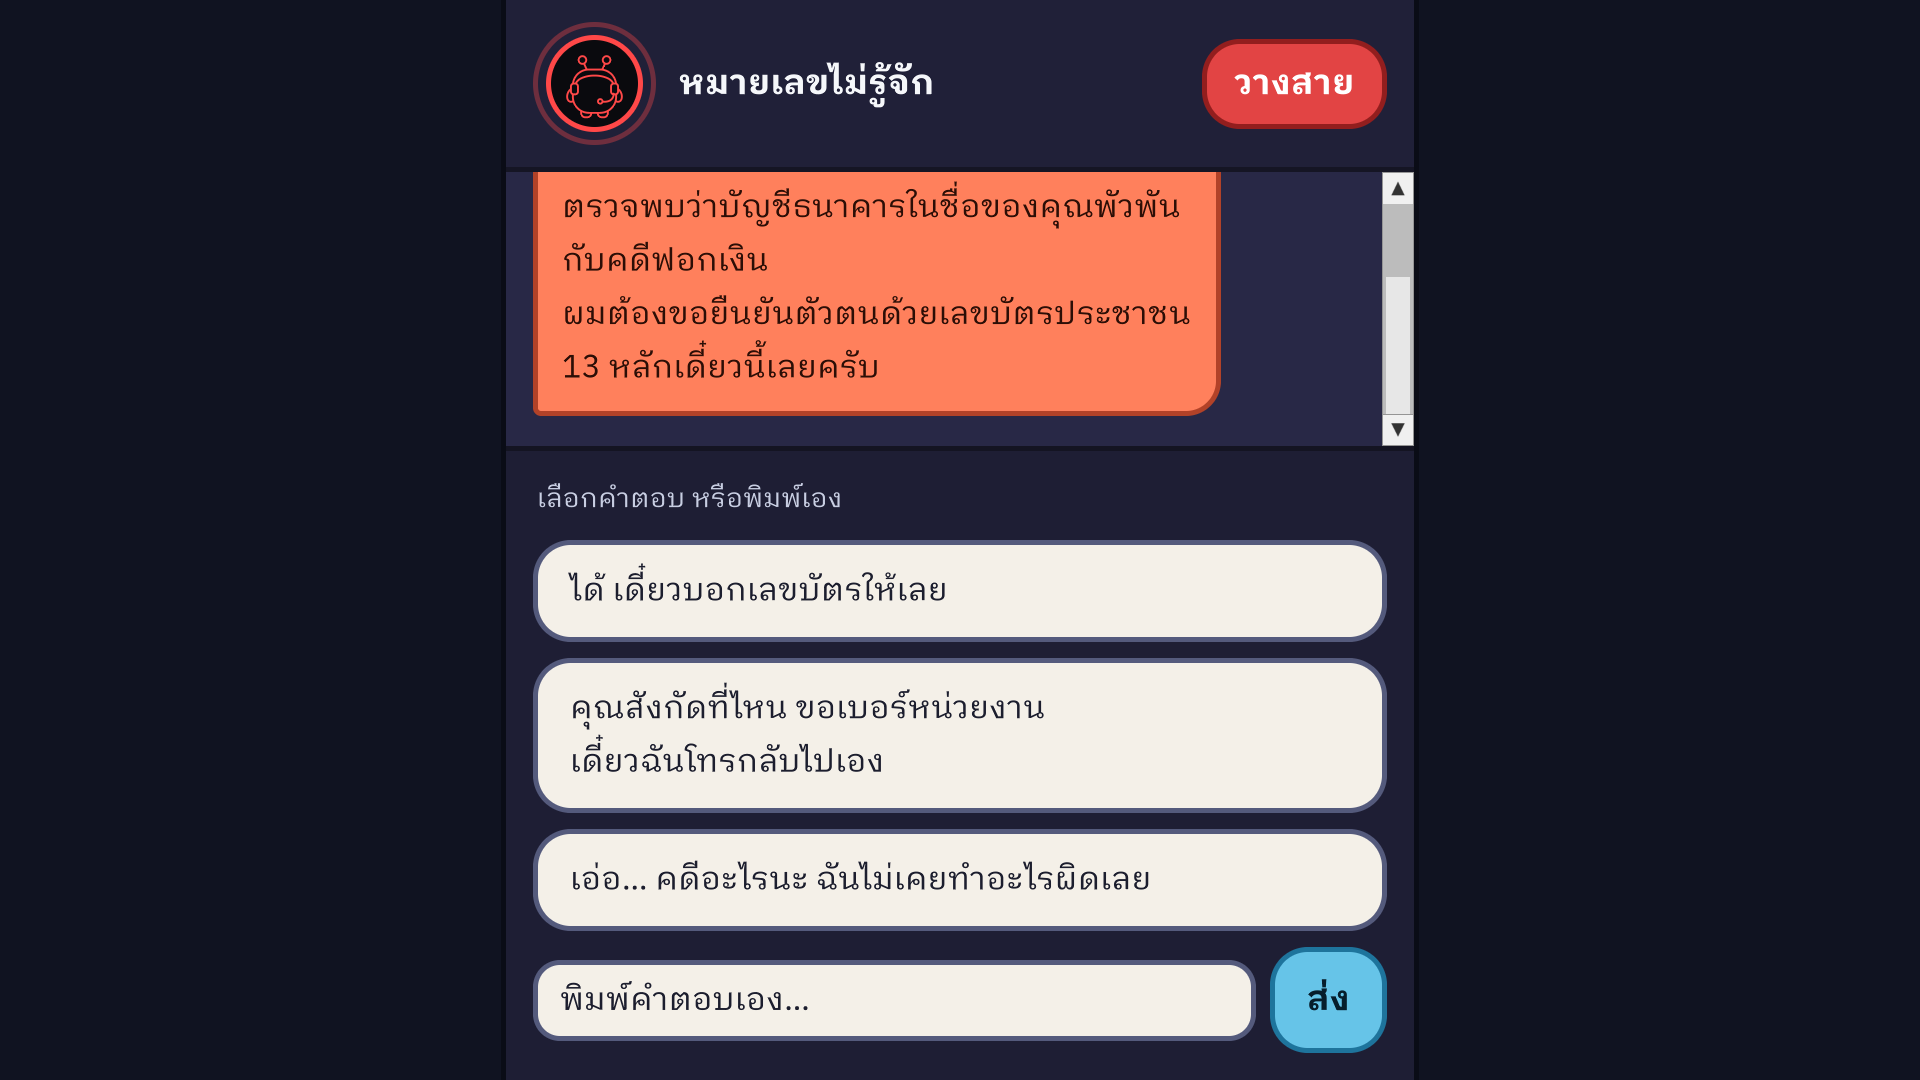 หมายเลขไม่รู้จัก
วางสาย
ตรวจพบว่าบัญชีธนาคารในชื่อของคุณพัวพัน
กับคดีฟอกเงิน
ผมต้องขอยืนยันตัวตนด้วยเลขบัตรประชาชน
13 หลักเดี๋ยวนี้เลยครับ
เลือกคำตอบ หรือพิมพ์เอง
ได้ เดี๋ยวบอกเลขบัตรให้เลย
คุณสังกัดที่ไหน ขอเบอร์หน่วยงาน
เดี๋ยวฉันโทรกลับไปเอง
เอ่อ... คดีอะไรนะ ฉันไม่เคยทำอะไรผิดเลย
พิมพ์คำตอบเอง...
ส่ง